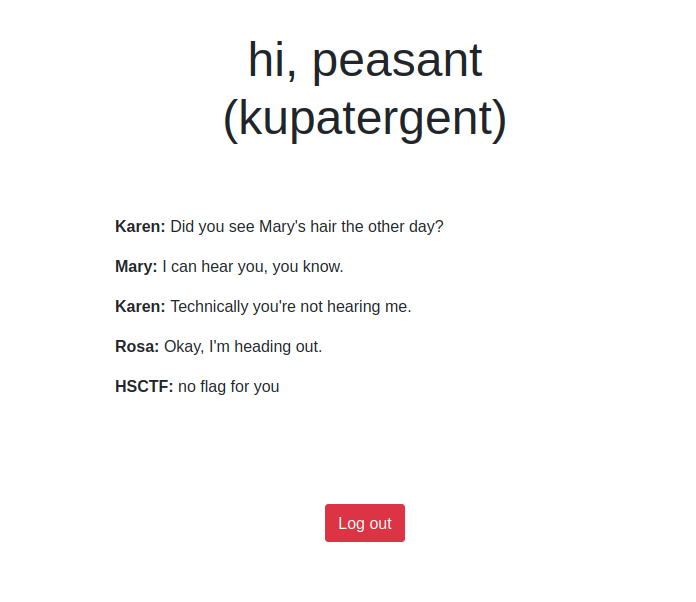 hi, peasant
(kupatergent)
Karen: Did you see Mary's hair the other day?
Mary: I can hear you, you know.
Karen: Technically you're not hearing me.
Rosa: Okay, I'm heading out.
HSCTF: no flag for you
Log out